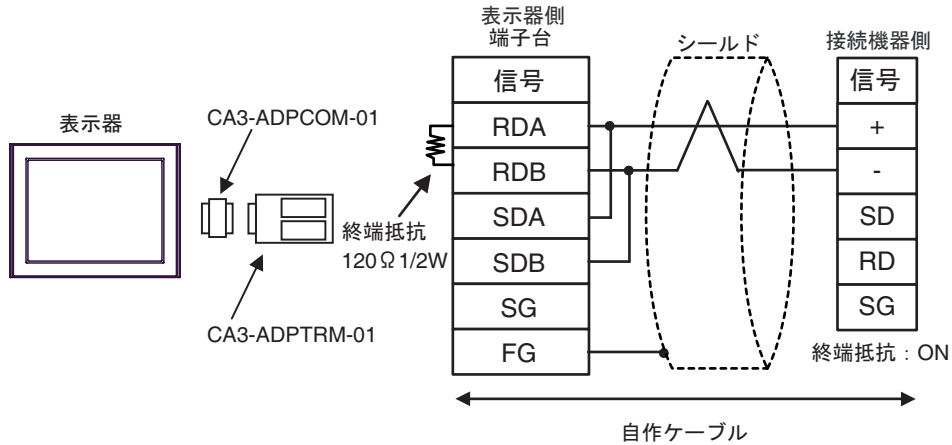 表示器
CA3-ADPCOM-01
CA3-ADPTRM-01
終端抵抗
120Ω 1/2W
表示器側
端子台
信号
RDA
RDB
SDA
SDB
SG
FG
シールド
接続機器側
信号
+
-
SD
RD
SG
終端抵抗：ON
自作ケーブル